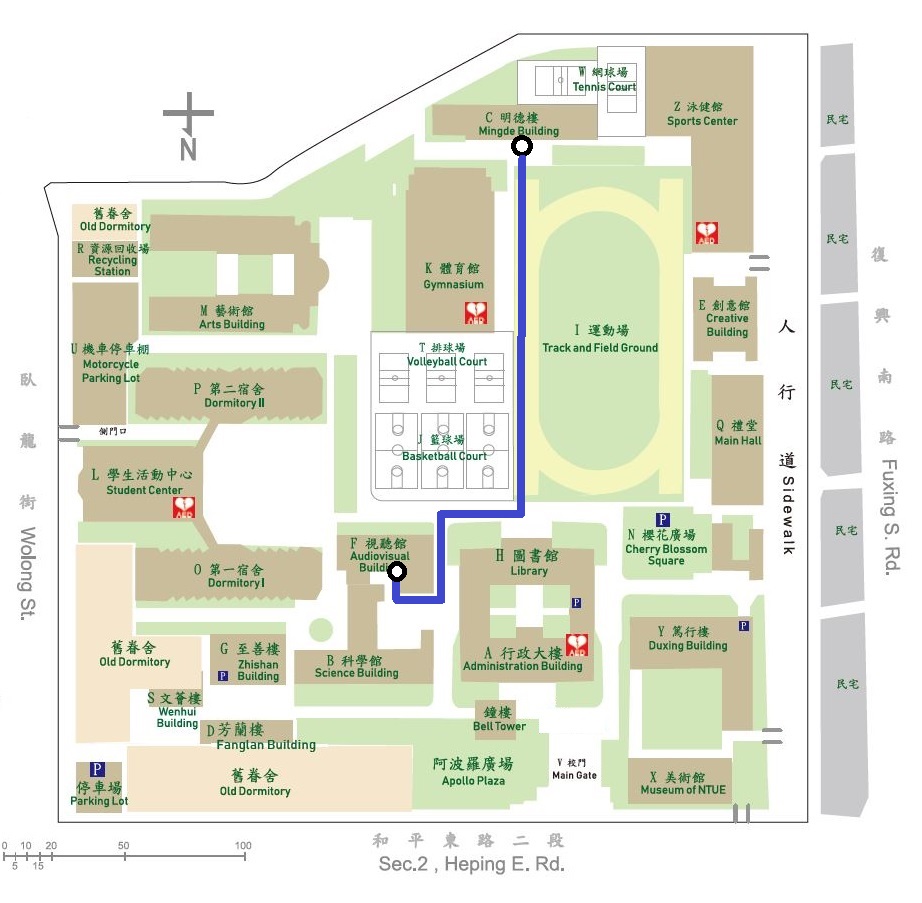 W 網球場
Tennis Court
C 明德樓
Mingde Building
Z 泳健館
Sports Center
民宅
N
舊眷舍
Old Dormitory
R 資源回收場
Recycling
Station
K 體育館
Gymnasium
AED
AED
民宅
復
興
南
路
Fuxing S. Rd.
M 藝術館
Arts Building
I 運動場
Track and Field Ground
E 創意館
Creative
Building
人
行
道 Sidewalk
U 機車停車棚
Motorcycle
Parking Lot
T 排球場
Volleyball Court
P 第二宿舍
Dormitory II
民宅
臥
龍
街
Wolong St.
側門口
J 籃球場
Basketball Court
Q 禮堂
Main Hall
L 學生活動中心
Student Center
AED
P
N 櫻花廣場
Cherry Blossom
Square
民宅
F 視聽館
Audiovisual
H 圖書館
Library
O 第一宿舍
Dormitory I
P
舊眷舍
Old Dormitory
G 至善樓
Zhishan
Building
P
B 科學館
Science Building
A 行政大樓
Administration Building
AED
Y 篤行樓
Duxing Building
P
民宅
S 文薈樓
Wenhui
Building
D 芳蘭樓
Fanglan Building
鐘樓
Bell Tower
P
停車場
Parking Lot
舊眷舍
Old Dormitory
阿波羅廣場
Apollo Plaza
V 校門
Main Gate
X 美術館
Museum of NTUE
0 10 20 50 100
5 15
和平東路二段
Sec.2 , Heping E. Rd.